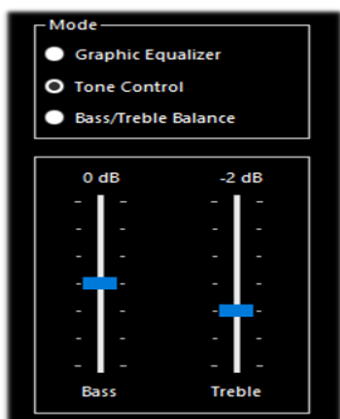 Mode
Graphic Equalizer
Tone Control
Bass/Treble Balance
0 dB -2 dB
Bass Treble